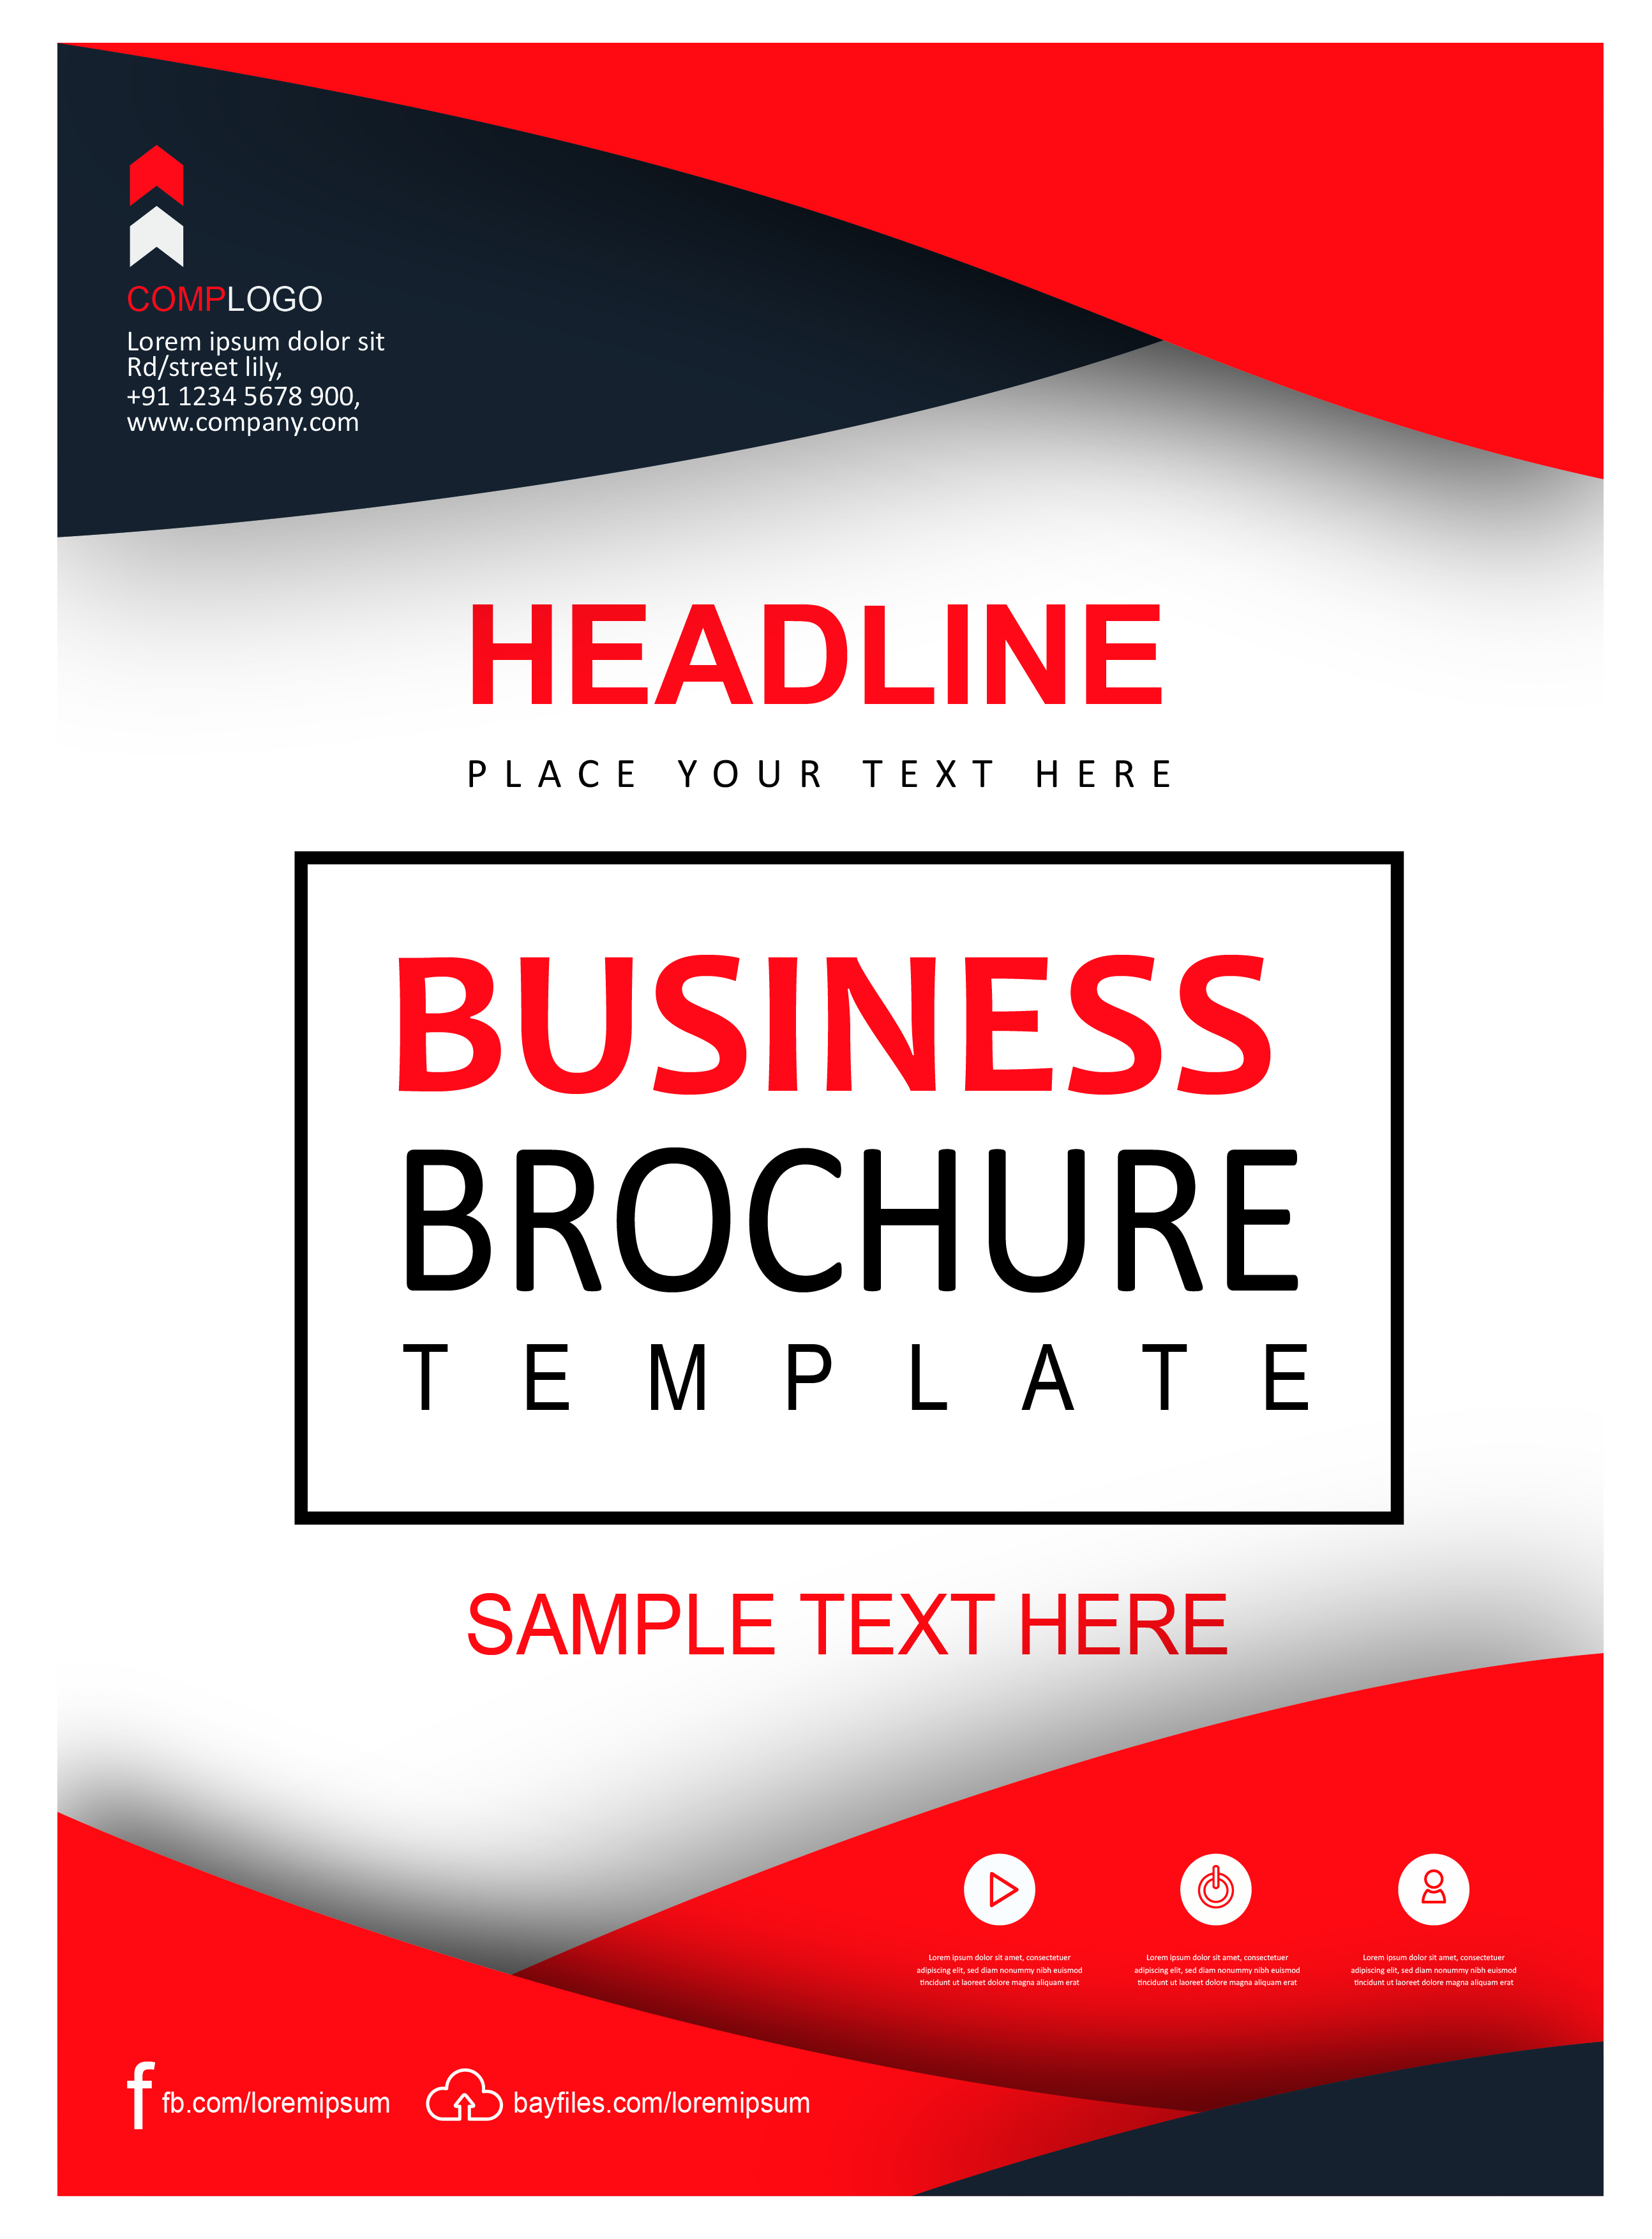 COMPLOGO
Lorem ipsum dolor sit
Rd/street lily,
+91 1234 5678 900,
www.company.com
HEADLINE
PLACE YOUR TEXT HERE
BUSINESS
BROCHURE
TEMPLATE
SAMPLE TEXT HERE
Lorem ipsum dolor sit amet, consectetuer
adipiscing elit, sed diam nonummy nibh euismod
tincidunt ut laoreet dolore magna aliquam erat
Lorem ipsum dolor sit amet, consectetuer
adipiscing elit, sed diam nonummy nibh euismod
tincidunt ut laoreet dolore magna aliquam erat
Lorem ipsum dolor sit amet, consectetuer
adipiscing elit, sed diam nonummy nibh euismod
tincidunt ut laoreet dolore magna aliquam erat
fb.com/loremipsum
bayfiles.com/loremipsum